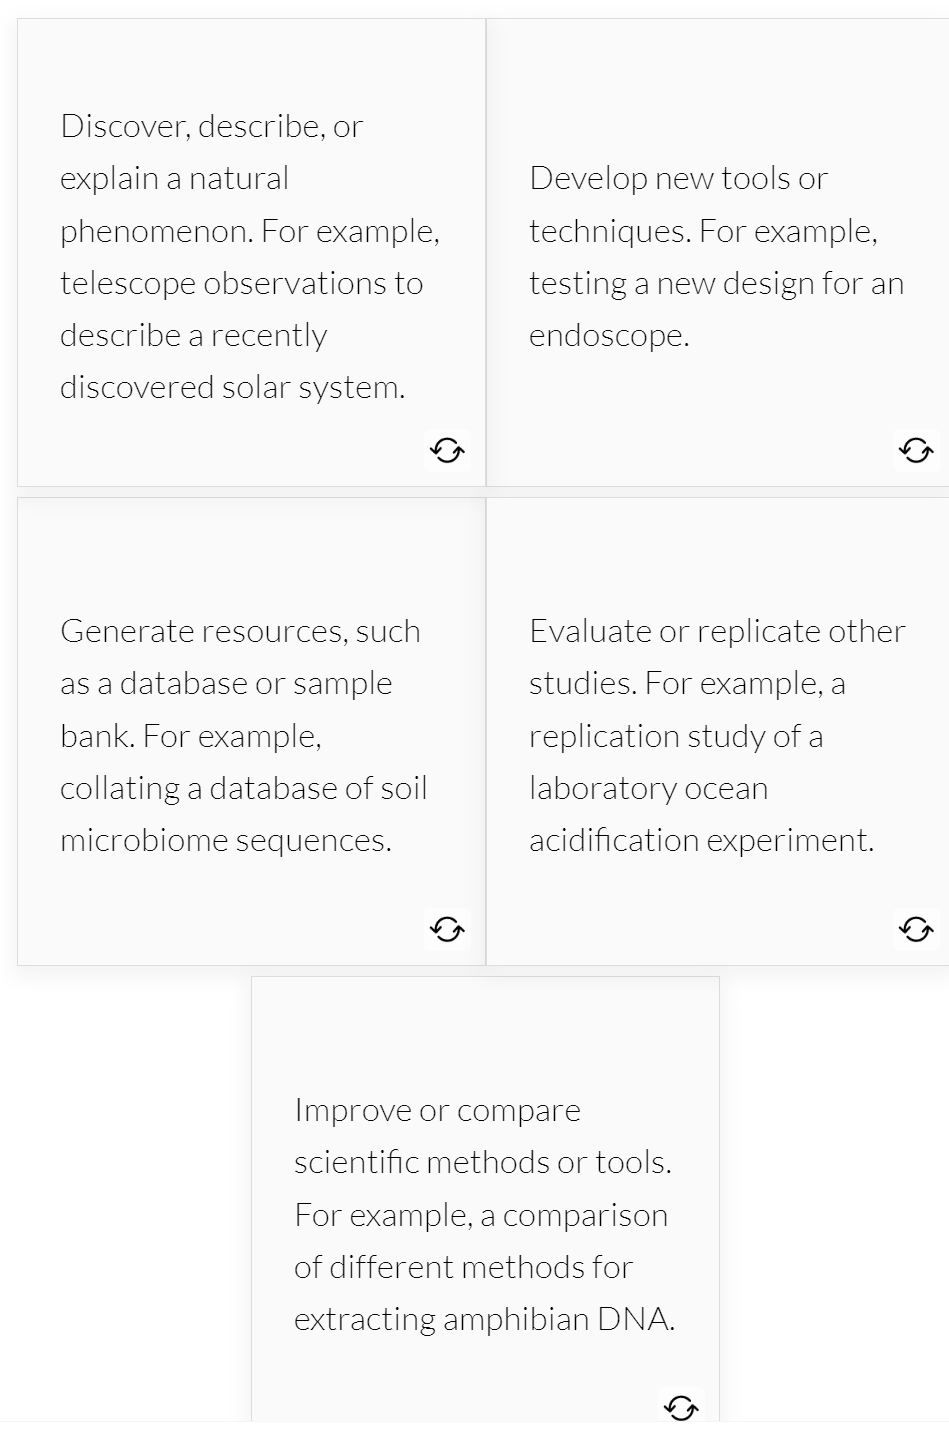 Discover, describe, or
explain a natural
phenomenon. For example,
telescope observations to
describe a recently
discovered solar system.
Develop new tools or
techniques. For example,
testing a new design for an
endoscope.
Generate resources, such
as a database or sample
bank. For example,
collating a database of soil
microbiome sequences.
Evaluate or replicate other
studies. For example, a
replication study of a
laboratory ocean
acidification experiment.
Improve or compare
scientific methods or tools.
For example, a comparison
of different methods for
extracting amphibian DNA.